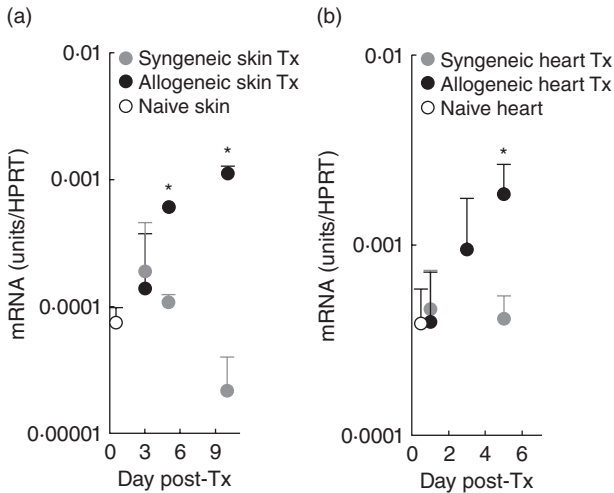 (a)
0·01
Syngeneic skin Tx
Allogeneic skin Tx
Naive skin
mRNA (units/HPRT)
0·001
0·0001
0·00001
*
*
0 3 6 9
Day post-Tx
(b)
0·01
Syngeneic heart Tx
Allogeneic heart Tx
Naive heart
mRNA (units/HPRT)
0·001
0·0001
*
0 2 4 6
Day post-Tx